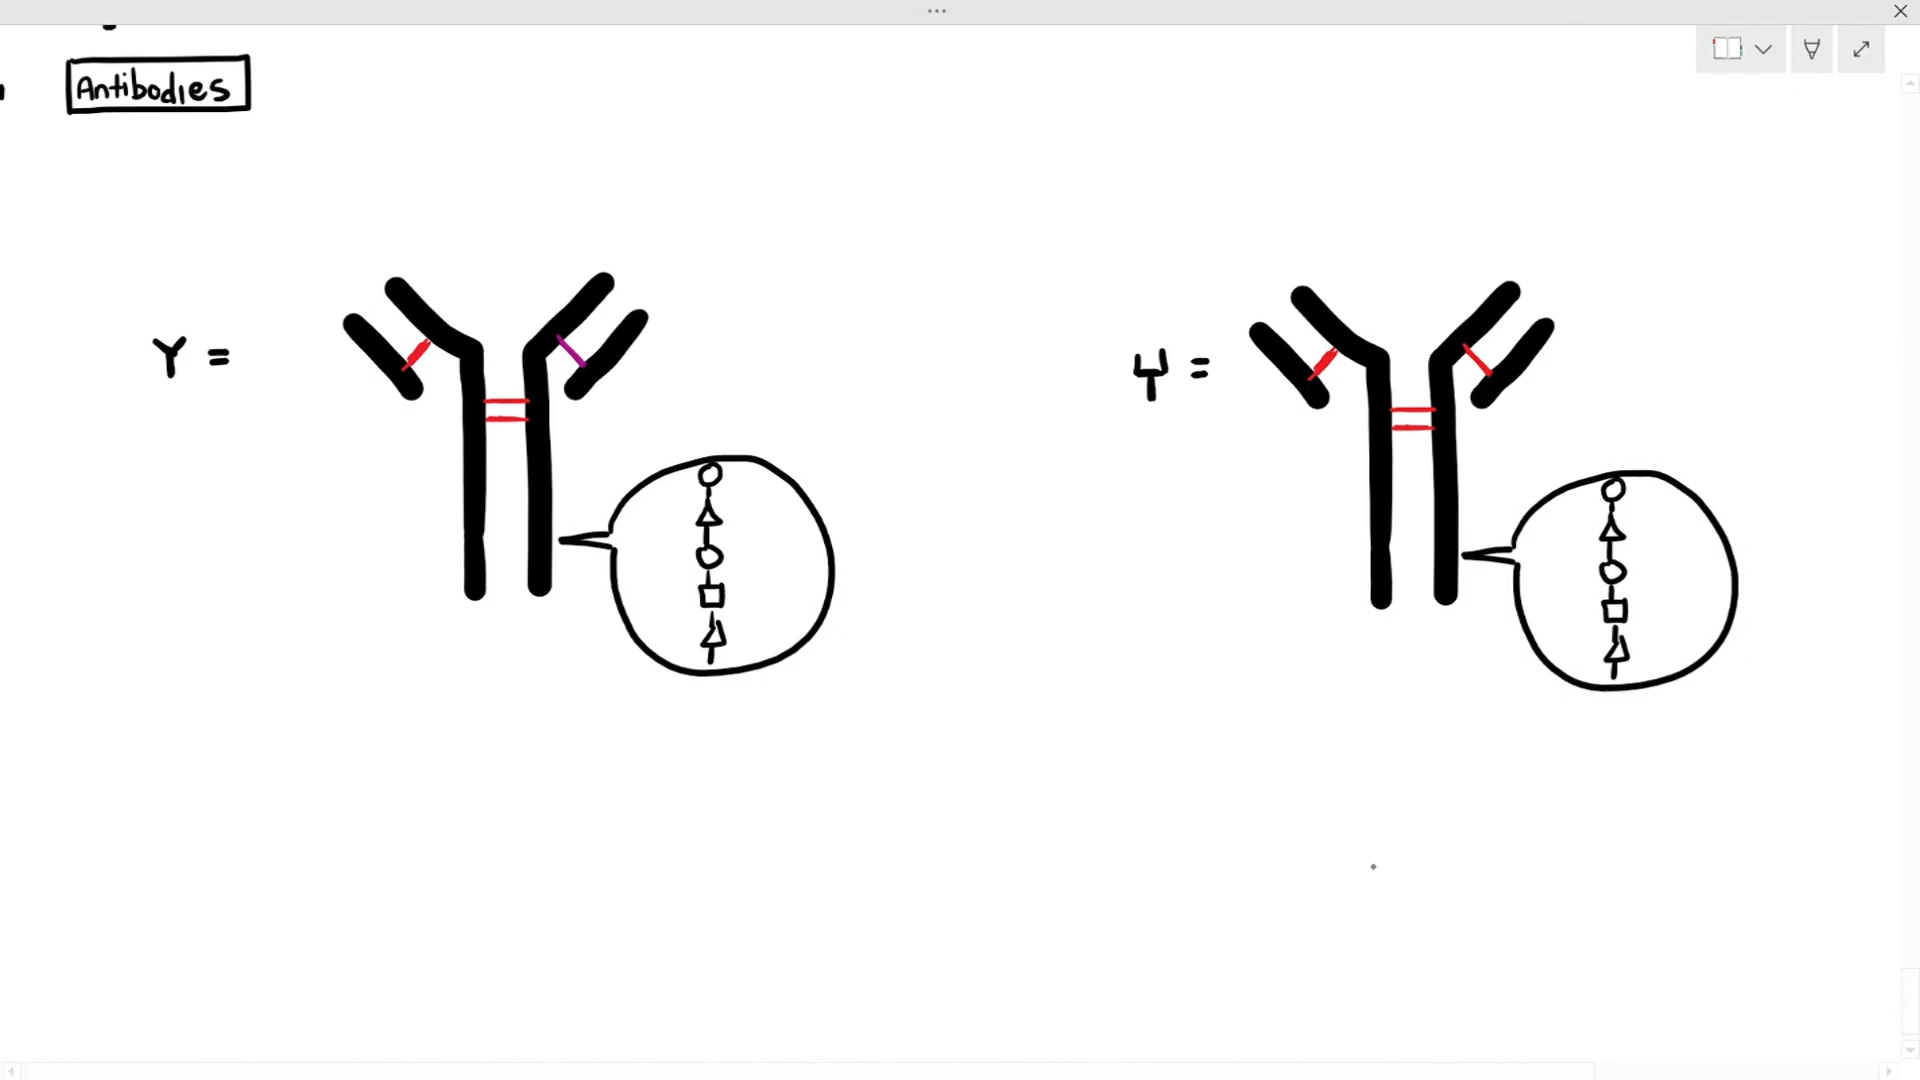 Antibodies
Y =
Ψ =